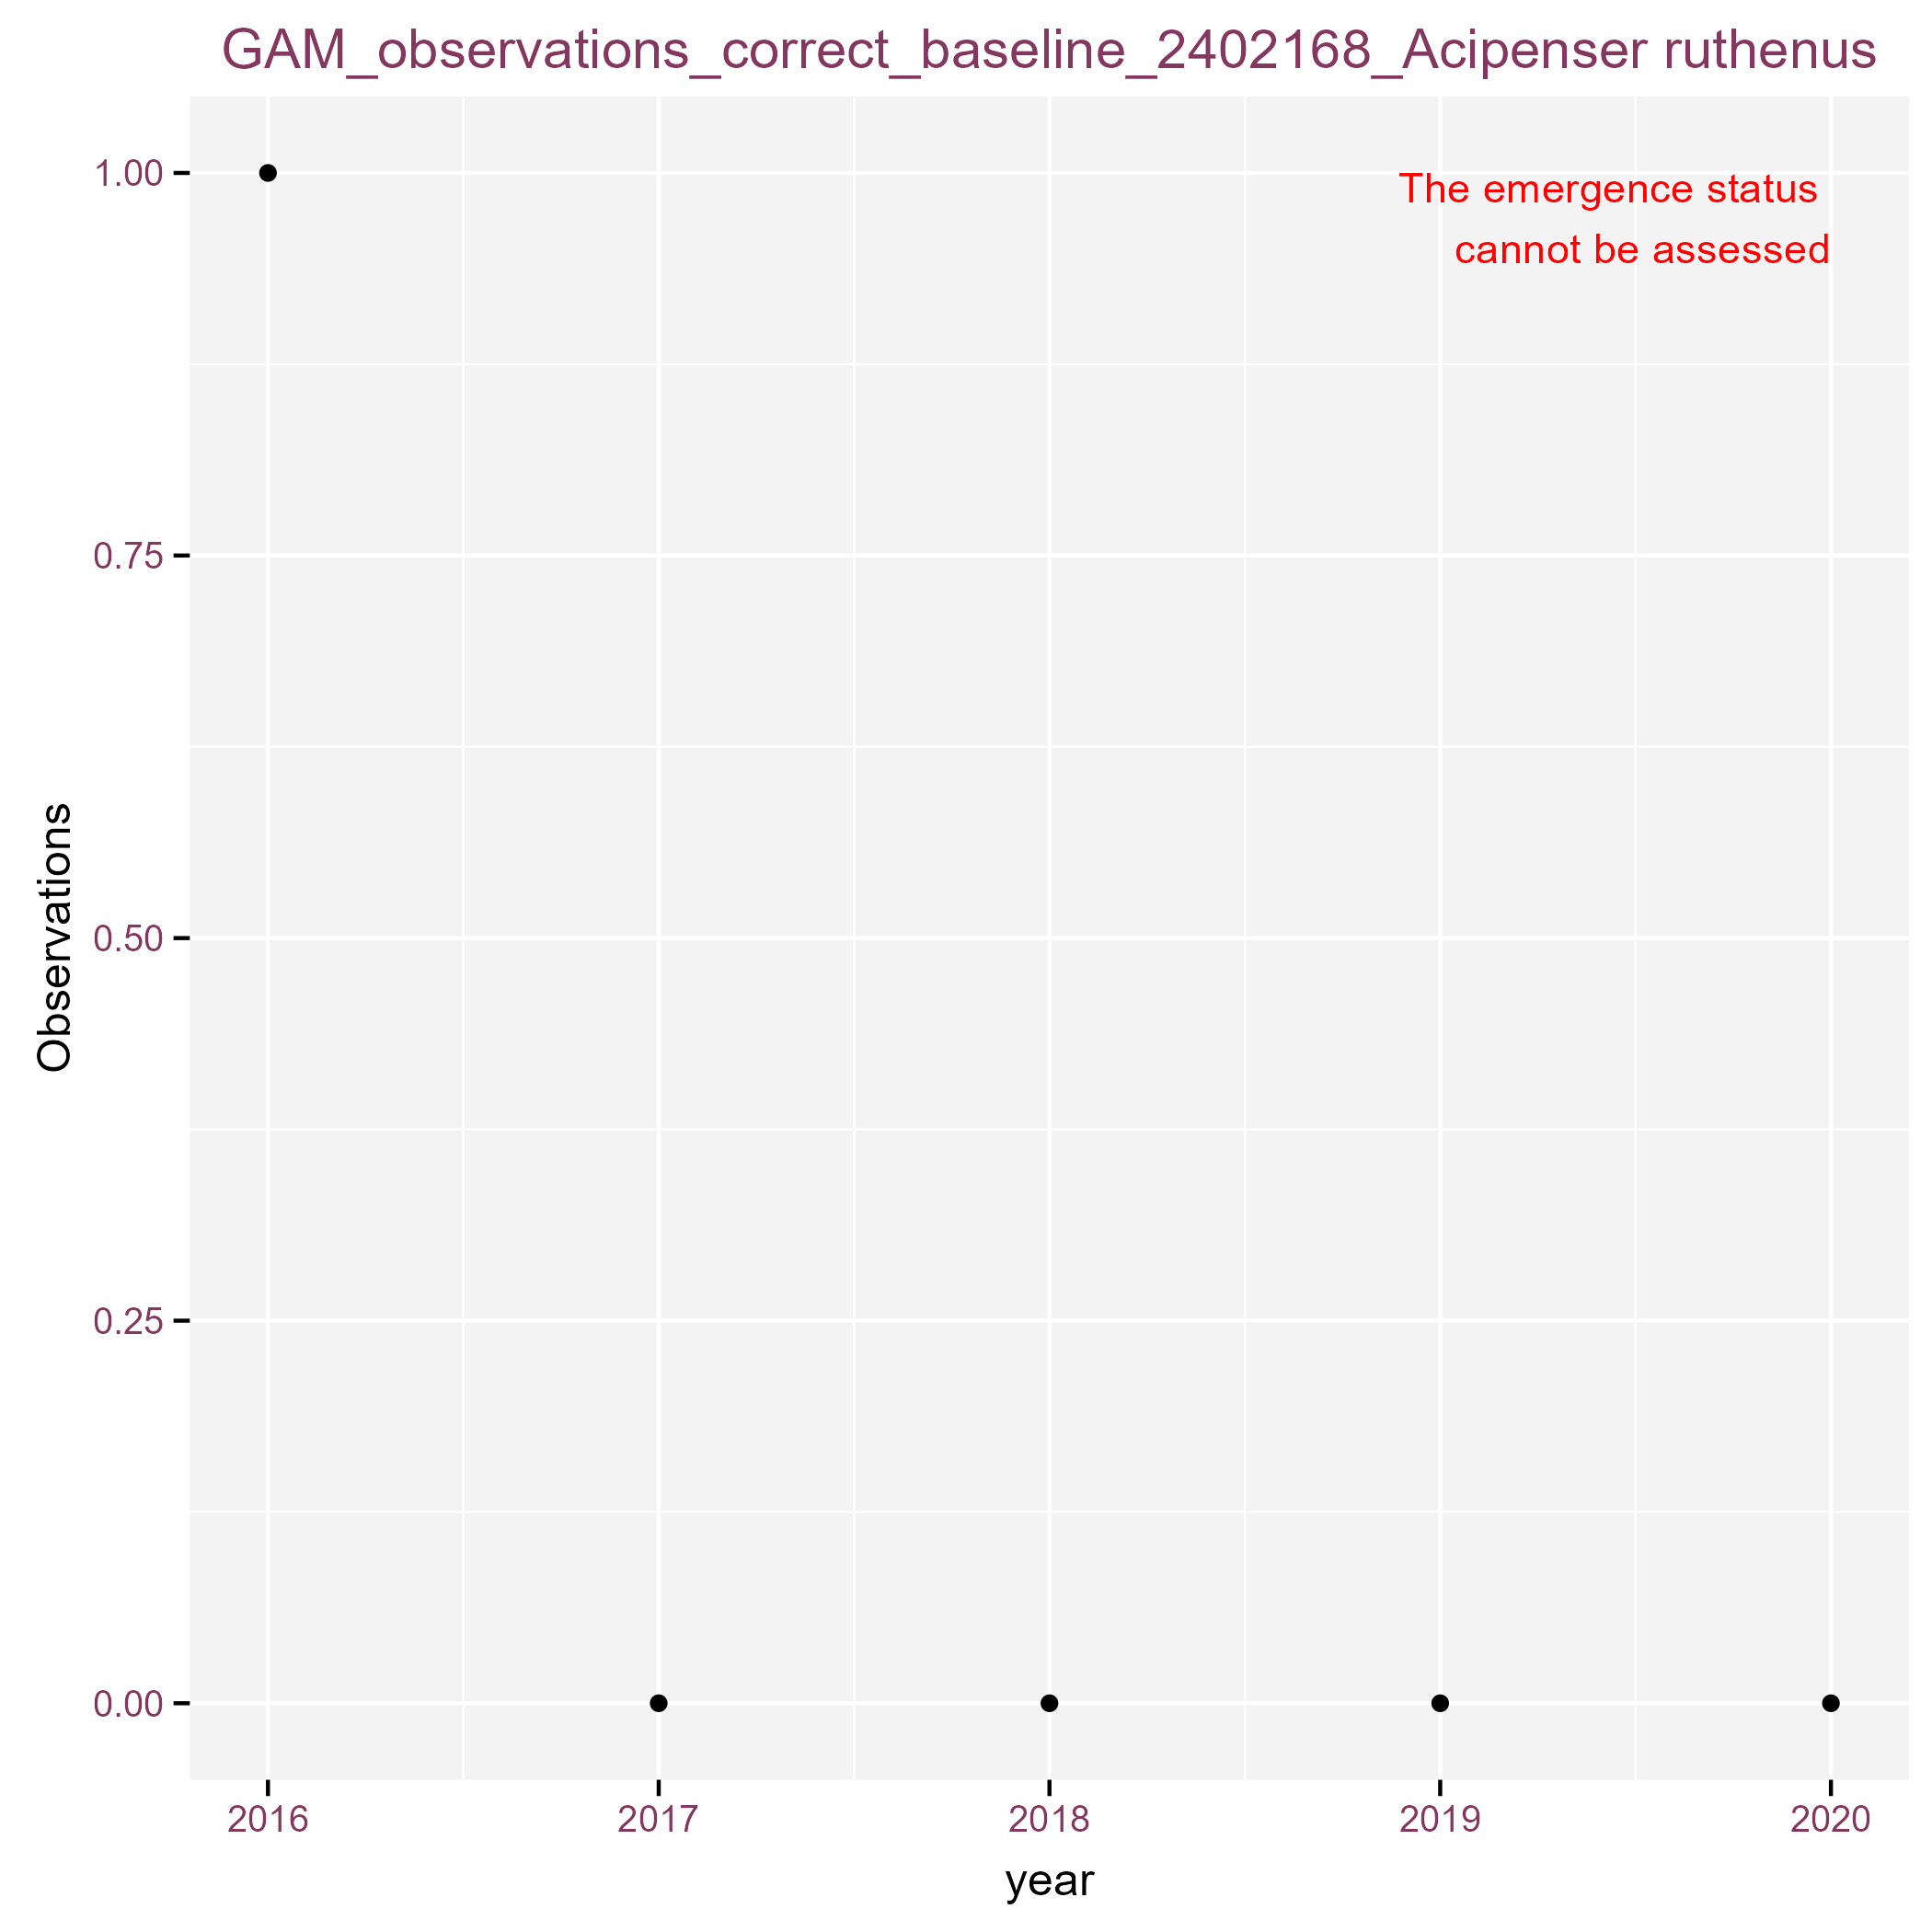 GAM_observations_correct_baseline_2402168_Acipenser ruthenus
The emergence status
cannot be assessed
1.00
0.75
0.50
0.25
0.00
Observations
2016 2017 2018 2019 2020
year